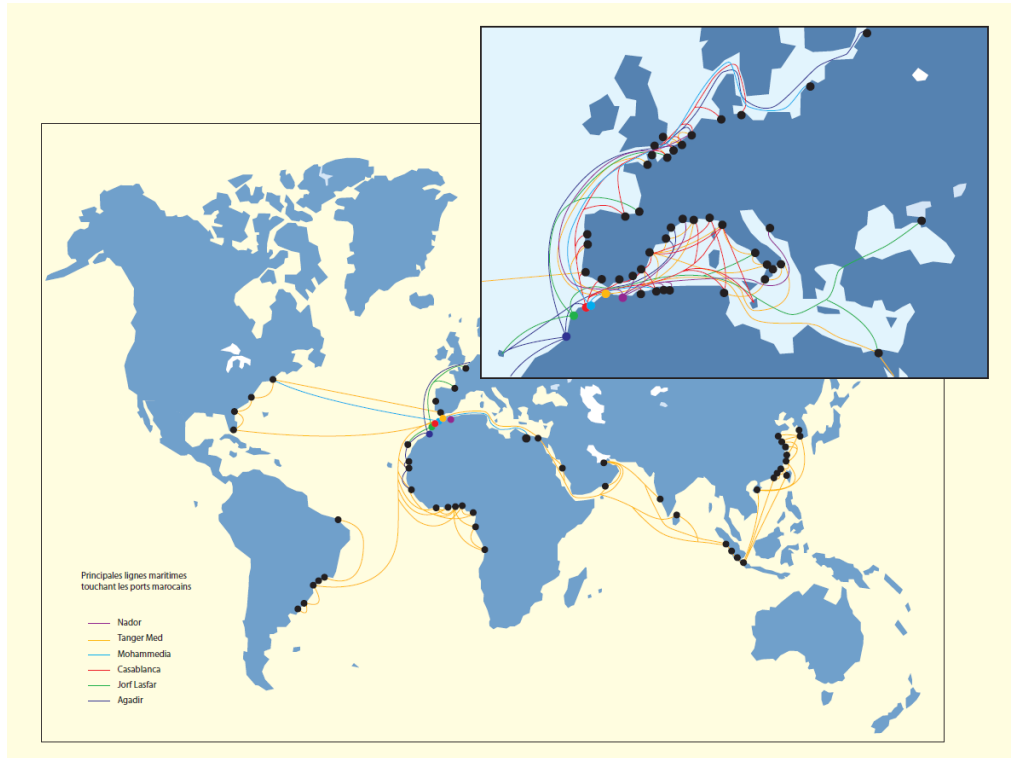 Principales lignes maritimes
touchant les ports marocains
Nador
Tanger Med
Mohammedia
Casablanca
Jorf Lasfar
Agadir